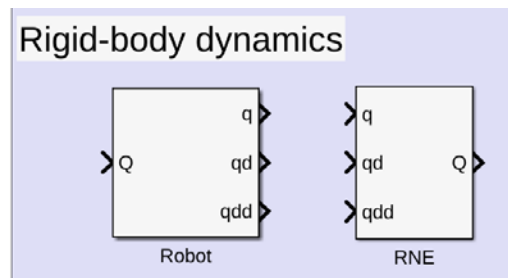 Rigid-body dynamics
q q
Q qd qd Q
qdd qdd
Robot RNE